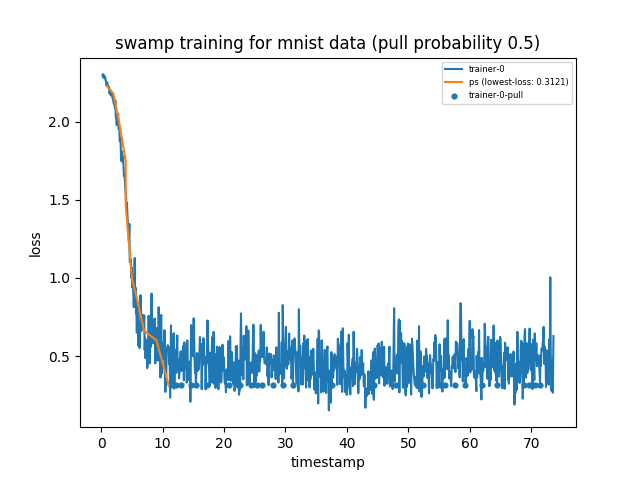 swamp training for mnist data (pull probability 0.5)
trainer-0
ps (lowest-loss: 0.3121)
trainer-0-pull
2.0
1.5
1.0
0.5
loss
0 10 20 30 40 50 60 70
timestamp